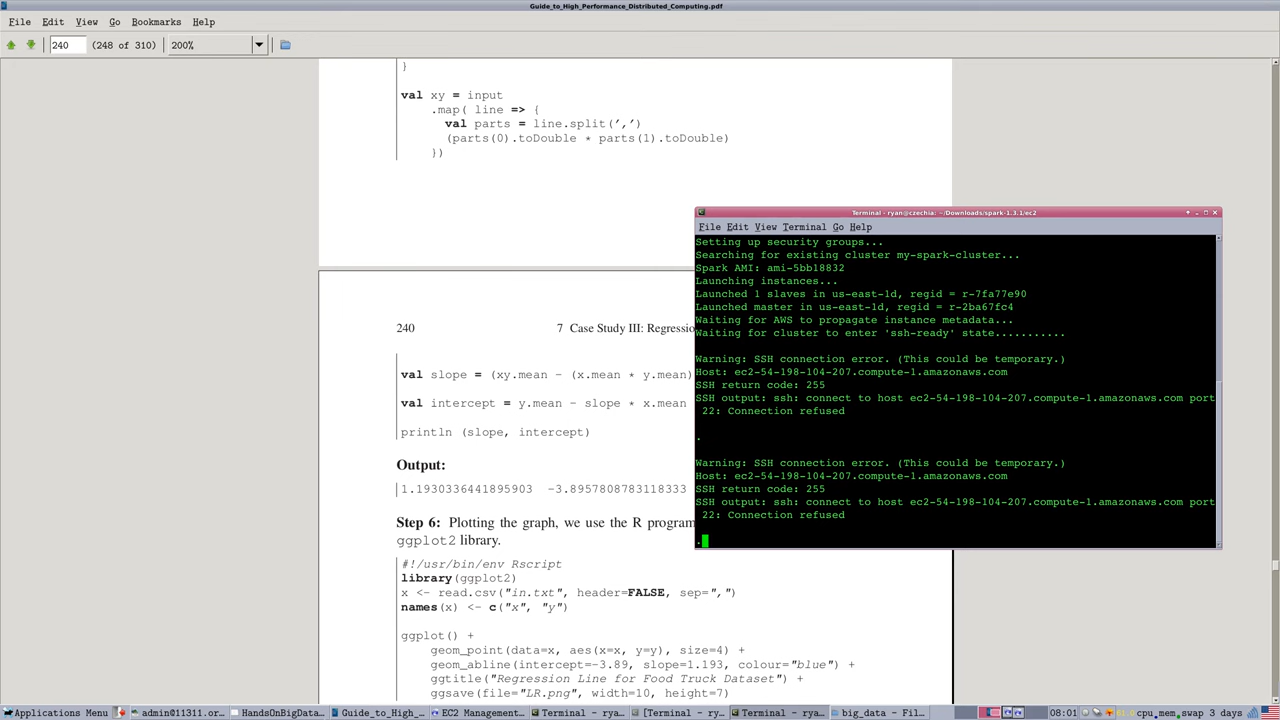 Guide_to_High_Performance_Distributed_Computing.pdf
File Edit View Go Bookmarks Help
240 (248 of 310) 200%
}
val xy = input
.map( line => {
val parts = line.split(’,’)
(parts(0).toDouble * parts(1).toDouble)
})
240 7 Case Study III: Regressio
val slope = (xy.mean - (x.mean * y.mean)
val intercept = y.mean - slope * x.mean
println (slope, intercept)
Output:
1.1930336441895903 -3.8957808783118333
Step 6: Plotting the graph, we use the R program
ggplot2 library.
#!/usr/bin/env Rscript
library(ggplot2)
x <- read.csv("in.txt", header=FALSE, sep=",")
names(x) <- c("x", "y")
ggplot() +
geom_point(data=x, aes(x=x, y=y), size=4) +
geom_abline(intercept=-3.89, slope=1.193, colour="blue") +
ggtitle("Regression Line for Food Truck Dataset") +
ggsave(file="LR.png", width=10, height=7)
Terminal - ryan@czechia: ~/Downloads/spark-1.3.1/ec2
File Edit View Terminal Go Help
Setting up security groups...
Searching for existing cluster my-spark-cluster...
Spark AMI: ami-5bb18832
Launching instances...
Launched 1 slaves in us-east-1d, regid = r-7fa77e90
Launched master in us-east-1d, regid = r-2ba67fc4
Waiting for AWS to propagate instance metadata...
Waiting for cluster to enter 'ssh-ready' state...........
Warning: SSH connection error. (This could be temporary.)
Host: ec2-54-198-104-207.compute-1.amazonaws.com
SSH return code: 255
SSH output: ssh: connect to host ec2-54-198-104-207.compute-1.amazonaws.com port
22: Connection refused
.
Warning: SSH connection error. (This could be temporary.)
Host: ec2-54-198-104-207.compute-1.amazonaws.com
SSH return code: 255
SSH output: ssh: connect to host ec2-54-198-104-207.compute-1.amazonaws.com port
22: Connection refused
.
Applications Menu admin@11311.or... HandsOnBigData... Guide_to_High_... EC2 Management... Terminal - ry... [Terminal - ry... Terminal - ry... big_data - Fil... 08:01 cpu mem swap 3 days